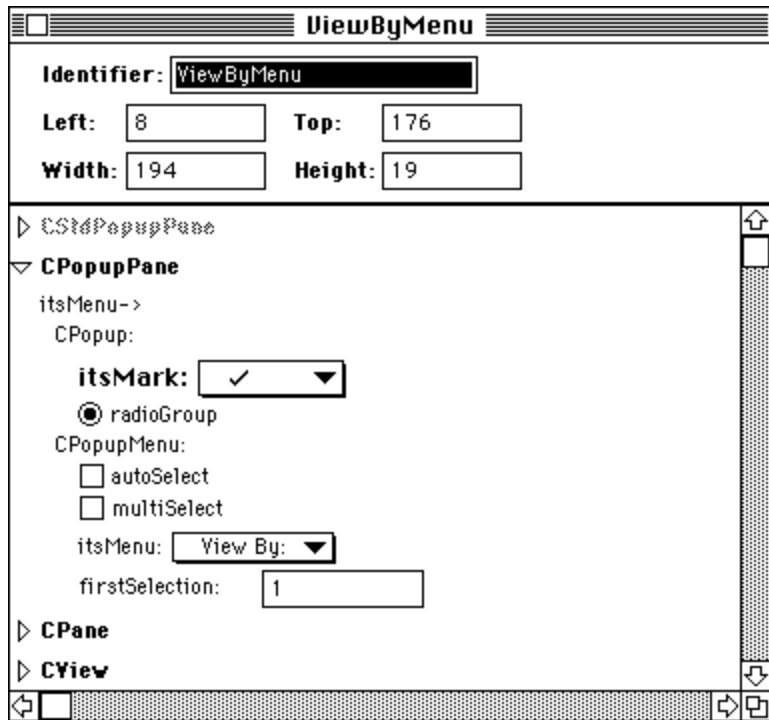 ViewByMenu
Identifier: ViewByMenu
Left: 8 Top: 176
Width: 194 Height: 19
CStdPopupPane
CPopupPane
itsMenu->
CPopup:
itsMark: ✓
radioGroup
CPopupMenu:
autoSelect
multiSelect
itsMenu: View By:
firstSelection: 1
CPane
CView